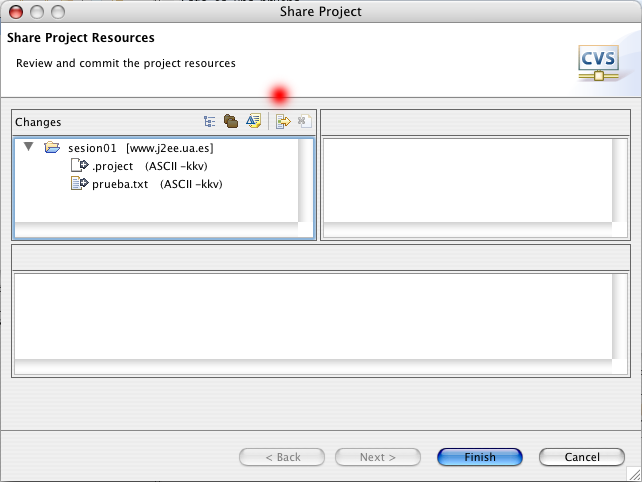 Share Project
Share Project Resources
Review and commit the project resources
CVS
Changes
sesion01 [www.j2ee.ua.es]
.project (ASCII -kkv)
prueba.txt (ASCII -kkv)
< Back
Next >
Finish
Cancel